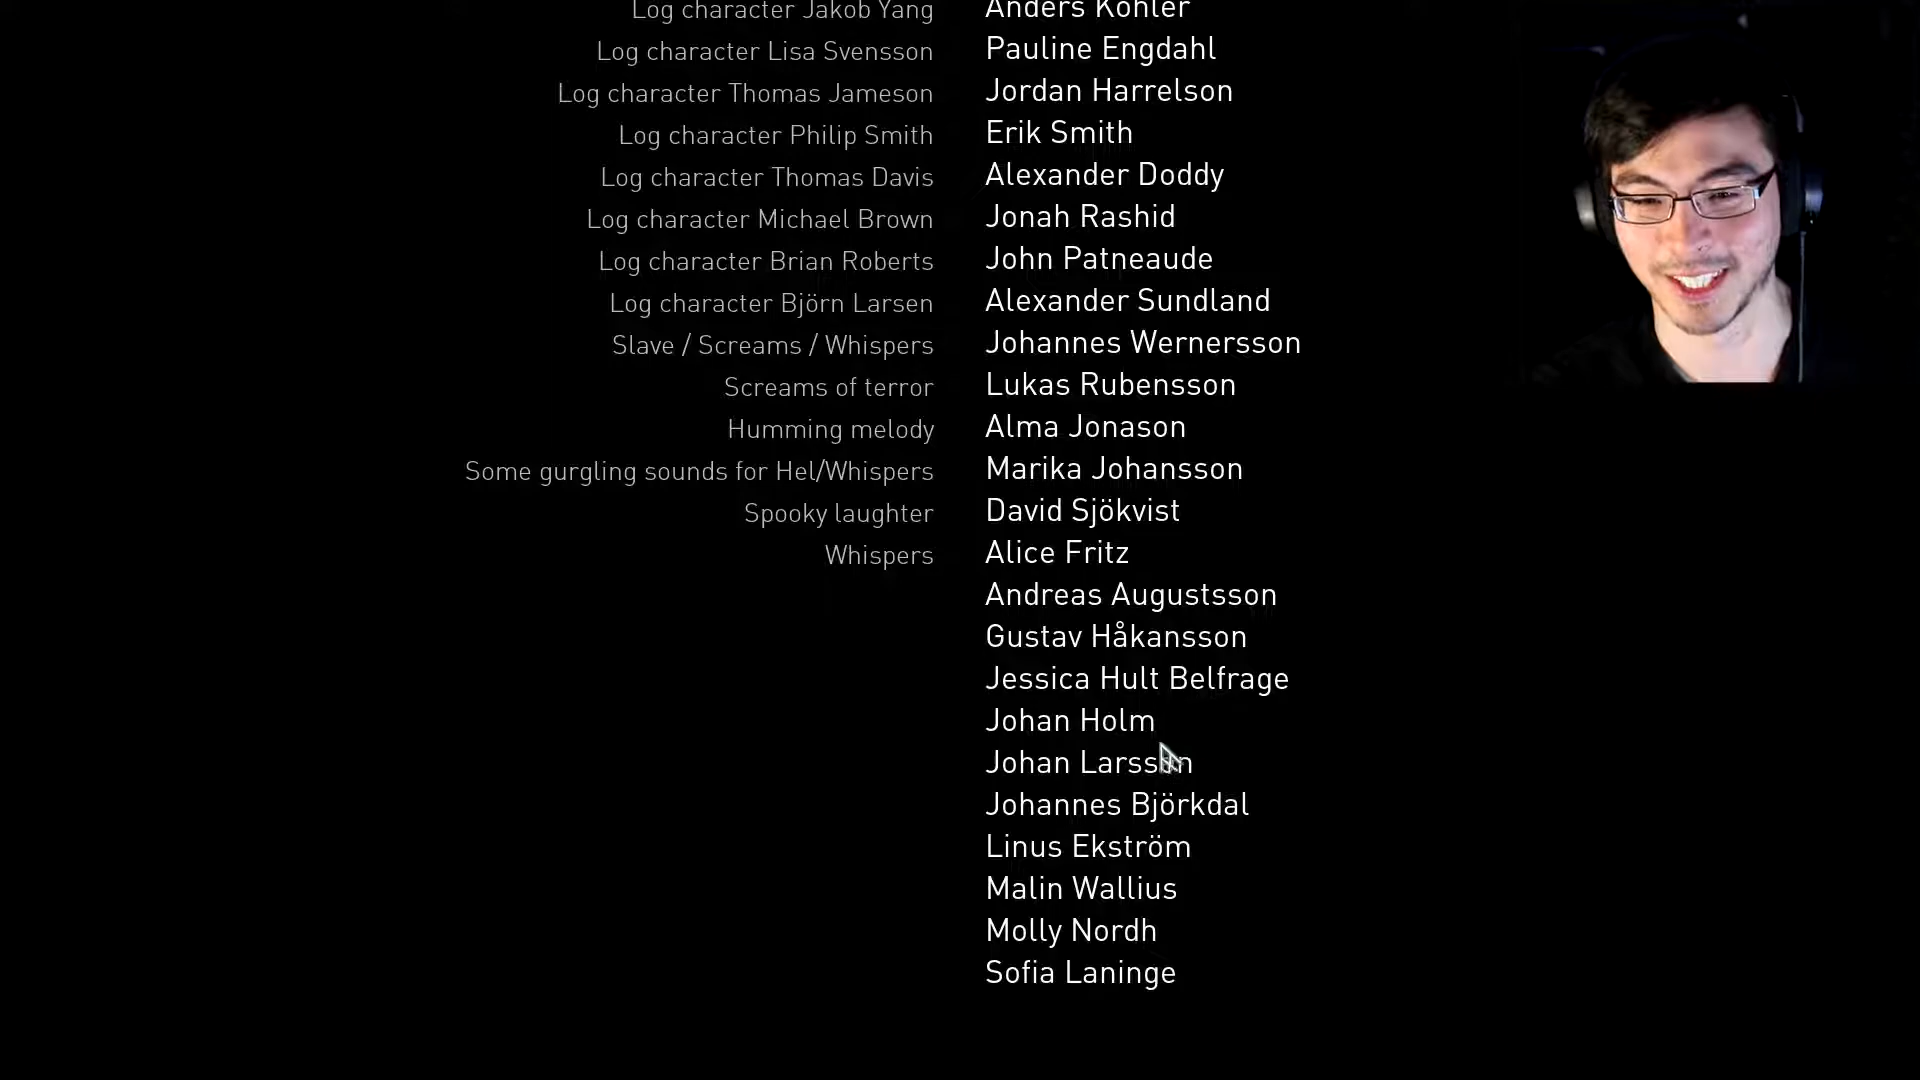 Log character Jakob Yang Anders Köhler
Log character Lisa Svensson Pauline Engdahl
Log character Thomas Jameson Jordan Harrelson
Log character Philip Smith Erik Smith
Log character Thomas Davis Alexander Doddy
Log character Michael Brown Jonah Rashid
Log character Brian Roberts John Patneaude
Log character Björn Larsen Alexander Sundland
Slave / Screams / Whispers Johannes Wernersson
Screams of terror Lukas Rubensson
Humming melody Alma Jonason
Some gurgling sounds for Hel/Whispers Marika Johansson
Spooky laughter David Sjökvist
Whispers Alice Fritz
Andreas Augustsson
Gustav Håkansson
Jessica Hult Belfrage
Johan Holm
Johan Larsson
Johannes Björkdal
Linus Ekström
Malin Wallius
Molly Nordh
Sofia Laninge